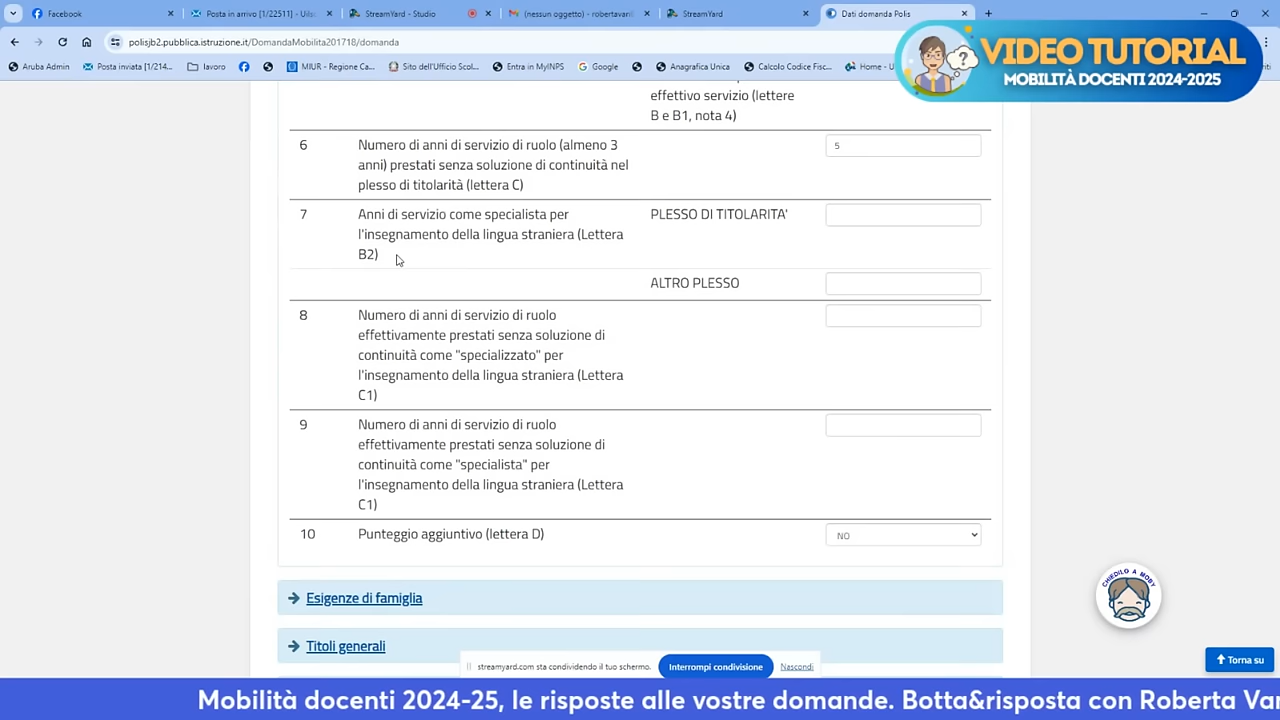 Facebook
Posta in arrivo [1/22511] - Uils
StreamYard - Studio
(nessun oggetto) - robertavaril
StreamYard
Dati domanda Polis
polisjb2.pubblica.istruzione.it/DomandaMobilita201718/domanda
VIDEO TUTORIAL
MOBILITÀ DOCENTI 2024-2025
Aruba Admin
Posta inviata [1/214...
lavoro
MIUR - Regione Ca...
Sito dell'Ufficio Scol...
Entra in MyINPS
Google
Anagrafica Unica
Calcolo Codice Fisc...
Home - U
effettivo servizio (lettere
B e B1, nota 4)
6
Numero di anni di servizio di ruolo (almeno 3
anni) prestati senza soluzione di continuità nel
plesso di titolarità (lettera C)
5
7
Anni di servizio come specialista per
l'insegnamento della lingua straniera (Lettera
B2)
PLESSO DI TITOLARITA'
ALTRO PLESSO
8
Numero di anni di servizio di ruolo
effettivamente prestati senza soluzione di
continuità come "specializzato" per
l'insegnamento della lingua straniera (Lettera
C1)
9
Numero di anni di servizio di ruolo
effettivamente prestati senza soluzione di
continuità come "specialista" per
l'insegnamento della lingua straniera (Lettera
C1)
10
Punteggio aggiuntivo (lettera D)
NO
Esigenze di famiglia
CHIEDILO A MOBY
Titoli generali
streamyard.com sta condividendo il tuo schermo.
Interrompi condivisione
Nascondi
Torna su
Mobilità docenti 2024-25, le risposte alle vostre domande. Botta&risposta con Roberta Va